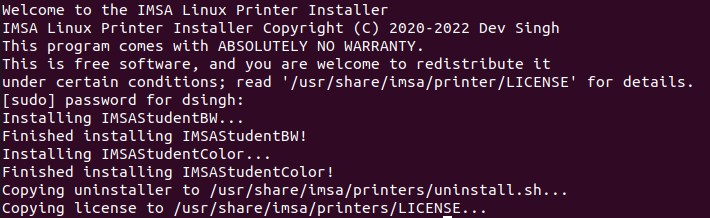 Welcome to the IMSA Linux Printer Installer
IMSA Linux Printer Installer Copyright (C) 2020-2022 Dev Singh
This program comes with ABSOLUTELY NO WARRANTY.
This is free software, and you are welcome to redistribute it
under certain conditions; read '/usr/share/imsa/printer/LICENSE' for details.
[sudo] password for dsingh:
Installing IMSAStudentBW...
Finished installing IMSAStudentBW!
Installing IMSAStudentColor...
Finished installing IMSAStudentColor!
Copying uninstaller to /usr/share/imsa/printers/uninstall.sh...
Copying license to /usr/share/imsa/printers/LICENSE...